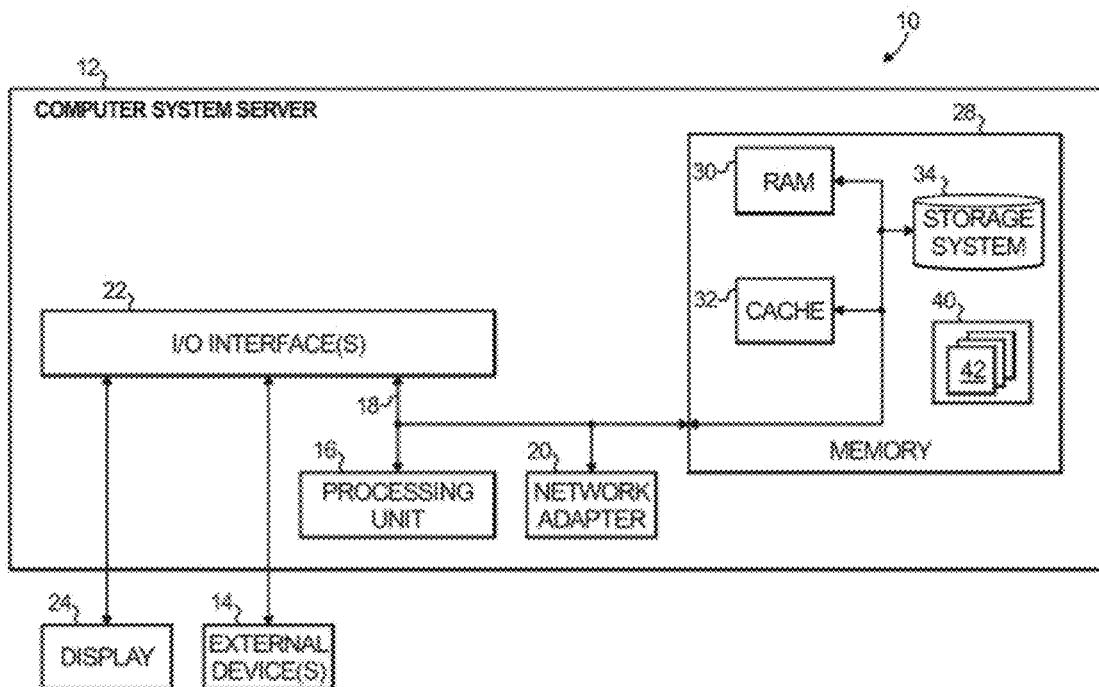 10
12
COMPUTER SYSTEM SERVER
28
30
RAM
34
STORAGE
SYSTEM
32
CACHE
40
42
22
I/O INTERFACE(S)
18
MEMORY
16
PROCESSING
UNIT
20
NETWORK
ADAPTER
24
DISPLAY
14
EXTERNAL
DEVICE(S)